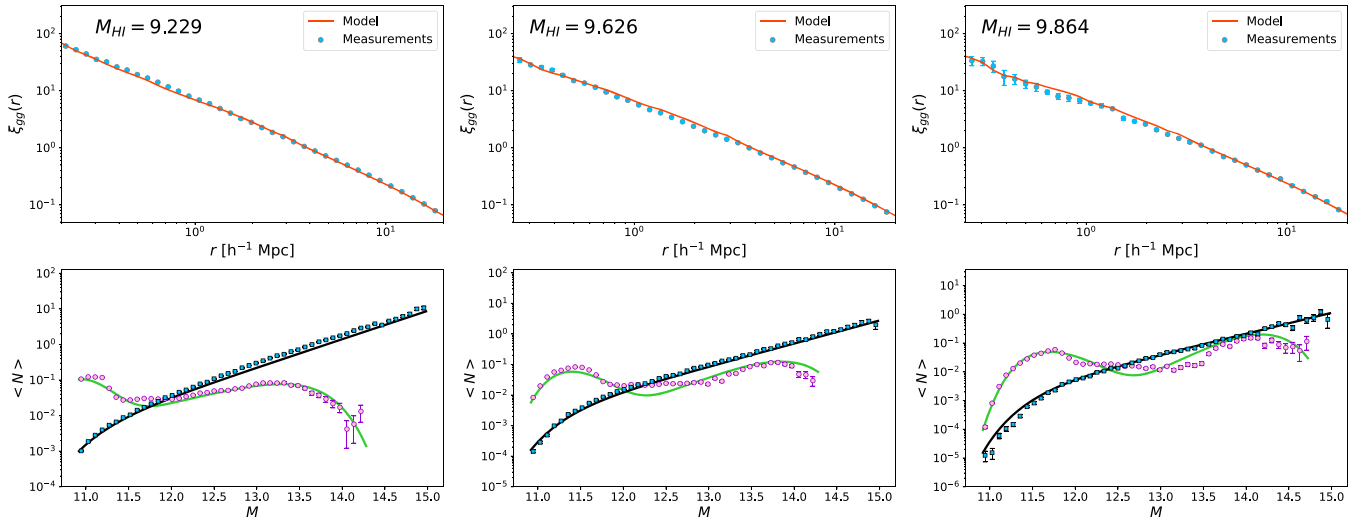 M_HI = 9.229
Model
Measurements
10^2
10^1
10^0
10^-1
ξ_gg(r)
10^0
10^1
r [h^-1 Mpc]
M_HI = 9.626
Model
Measurements
10^2
10^1
10^0
10^-1
ξ_gg(r)
10^0
10^1
r [h^-1 Mpc]
M_HI = 9.864
Model
Measurements
10^2
10^1
10^0
10^-1
ξ_gg(r)
10^0
10^1
r [h^-1 Mpc]
10^2
10^1
10^0
10^-1
10^-2
10^-3
10^-4
< N >
11.0 11.5 12.0 12.5 13.0 13.5 14.0 14.5 15.0
M
10^2
10^1
10^0
10^-1
10^-2
10^-3
10^-4
10^-5
< N >
11.0 11.5 12.0 12.5 13.0 13.5 14.0 14.5 15.0
M
10^1
10^0
10^-1
10^-2
10^-3
10^-4
10^-5
10^-6
< N >
11.0 11.5 12.0 12.5 13.0 13.5 14.0 14.5 15.0
M